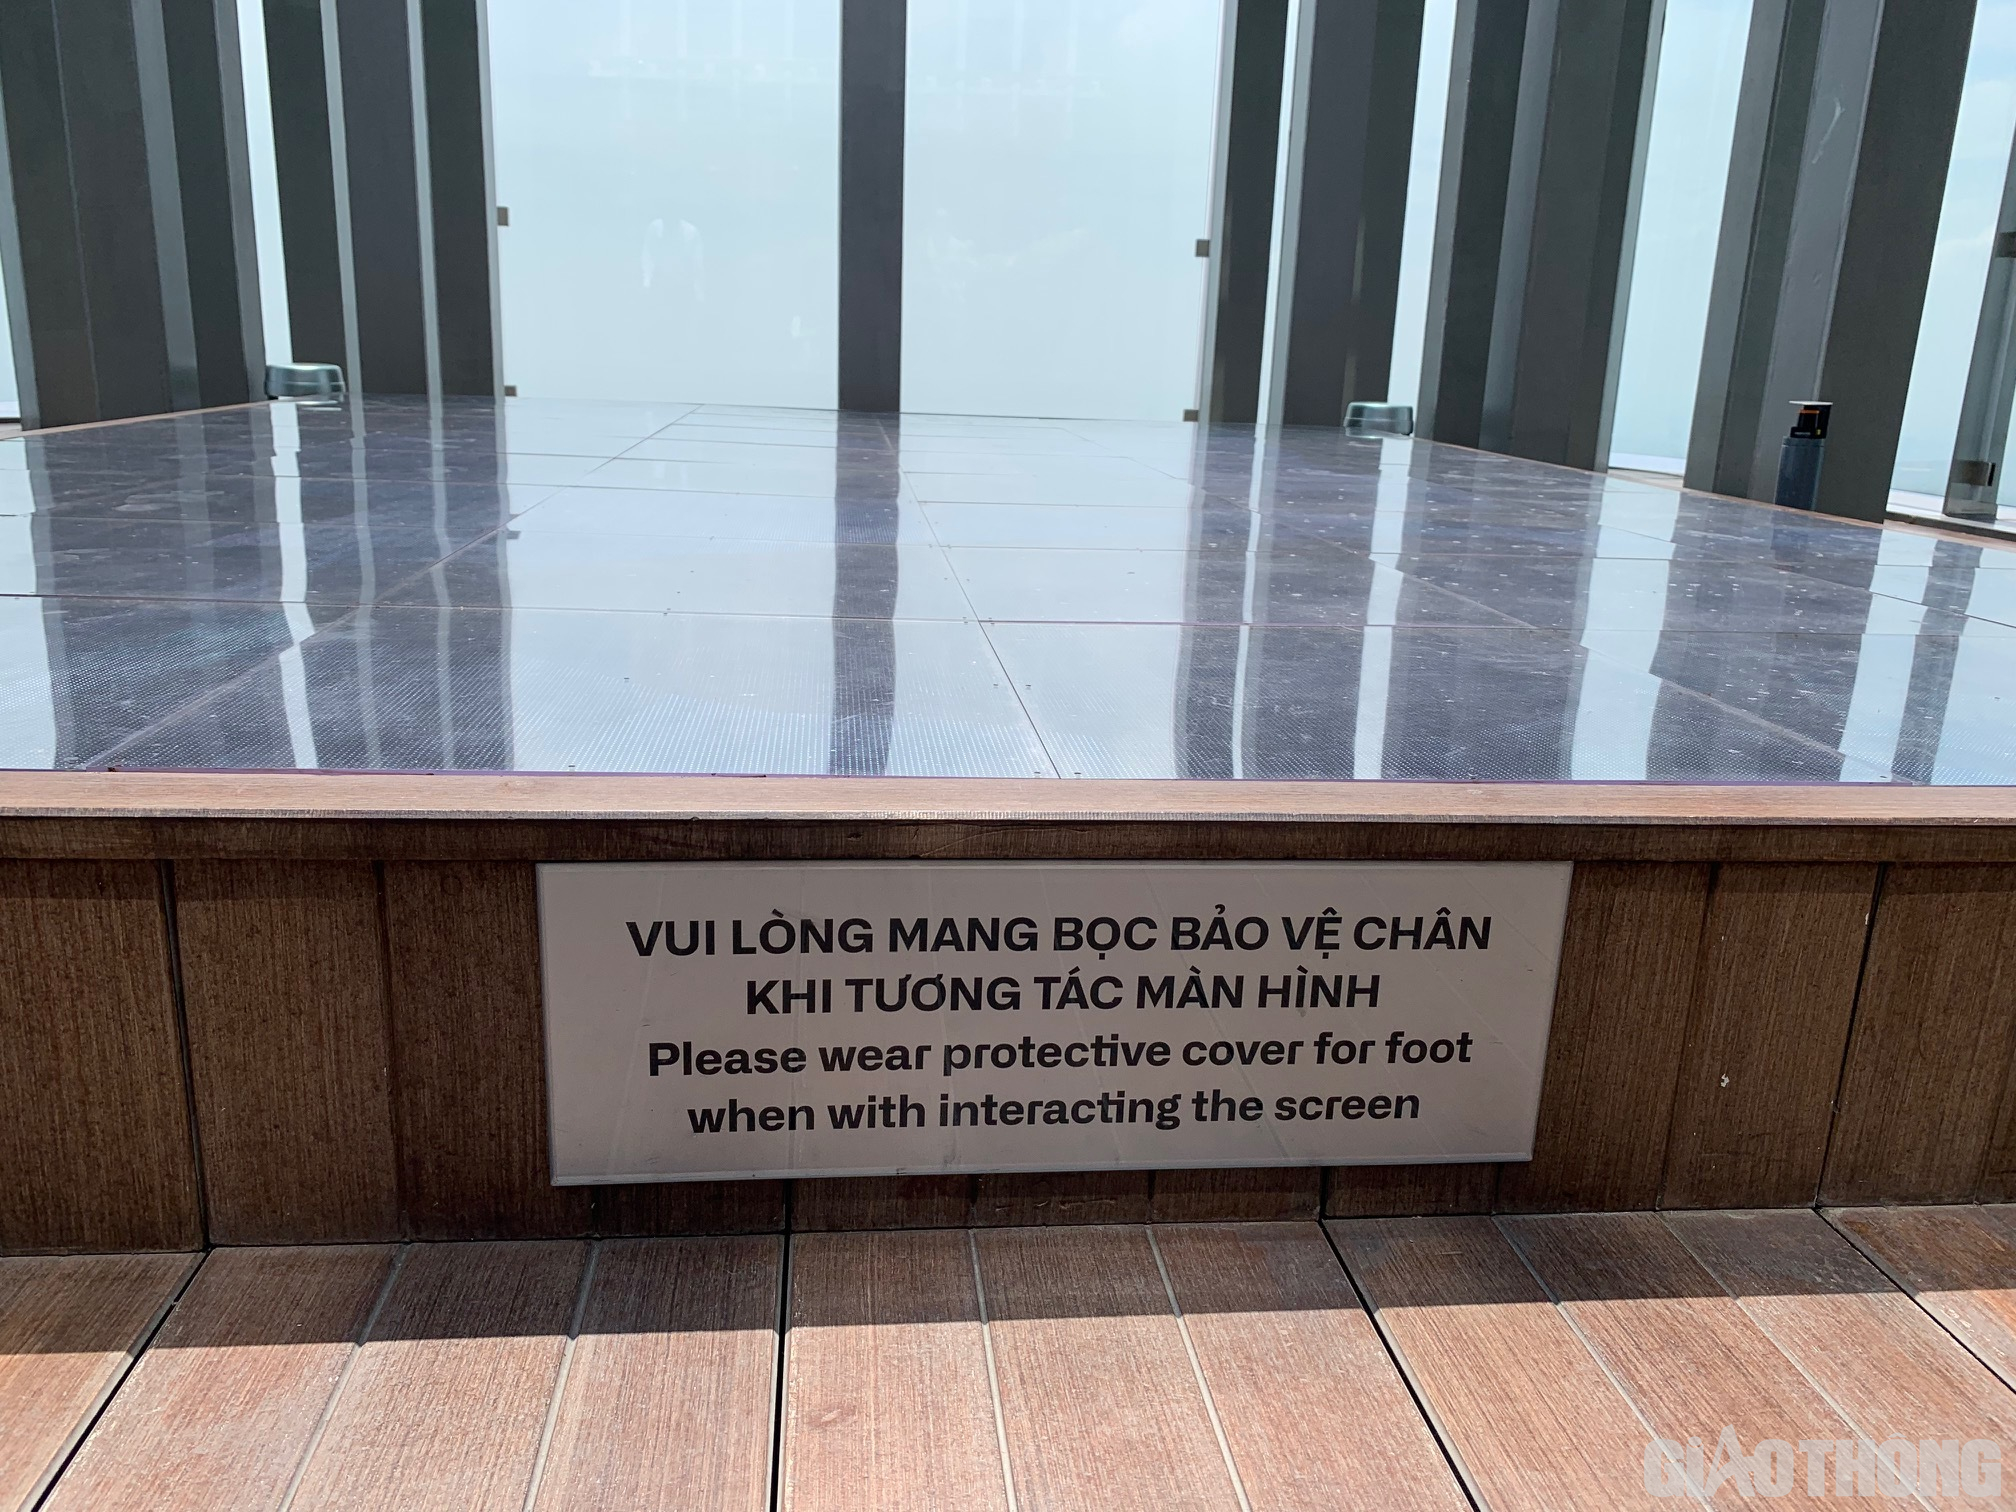 VUI LÒNG MANG BỌC BẢO VỆ CHÂN
KHI TƯƠNG TÁC MÀN HÌNH
Please wear protective cover for foot
when with interacting the screen
GIAOTHÔNG